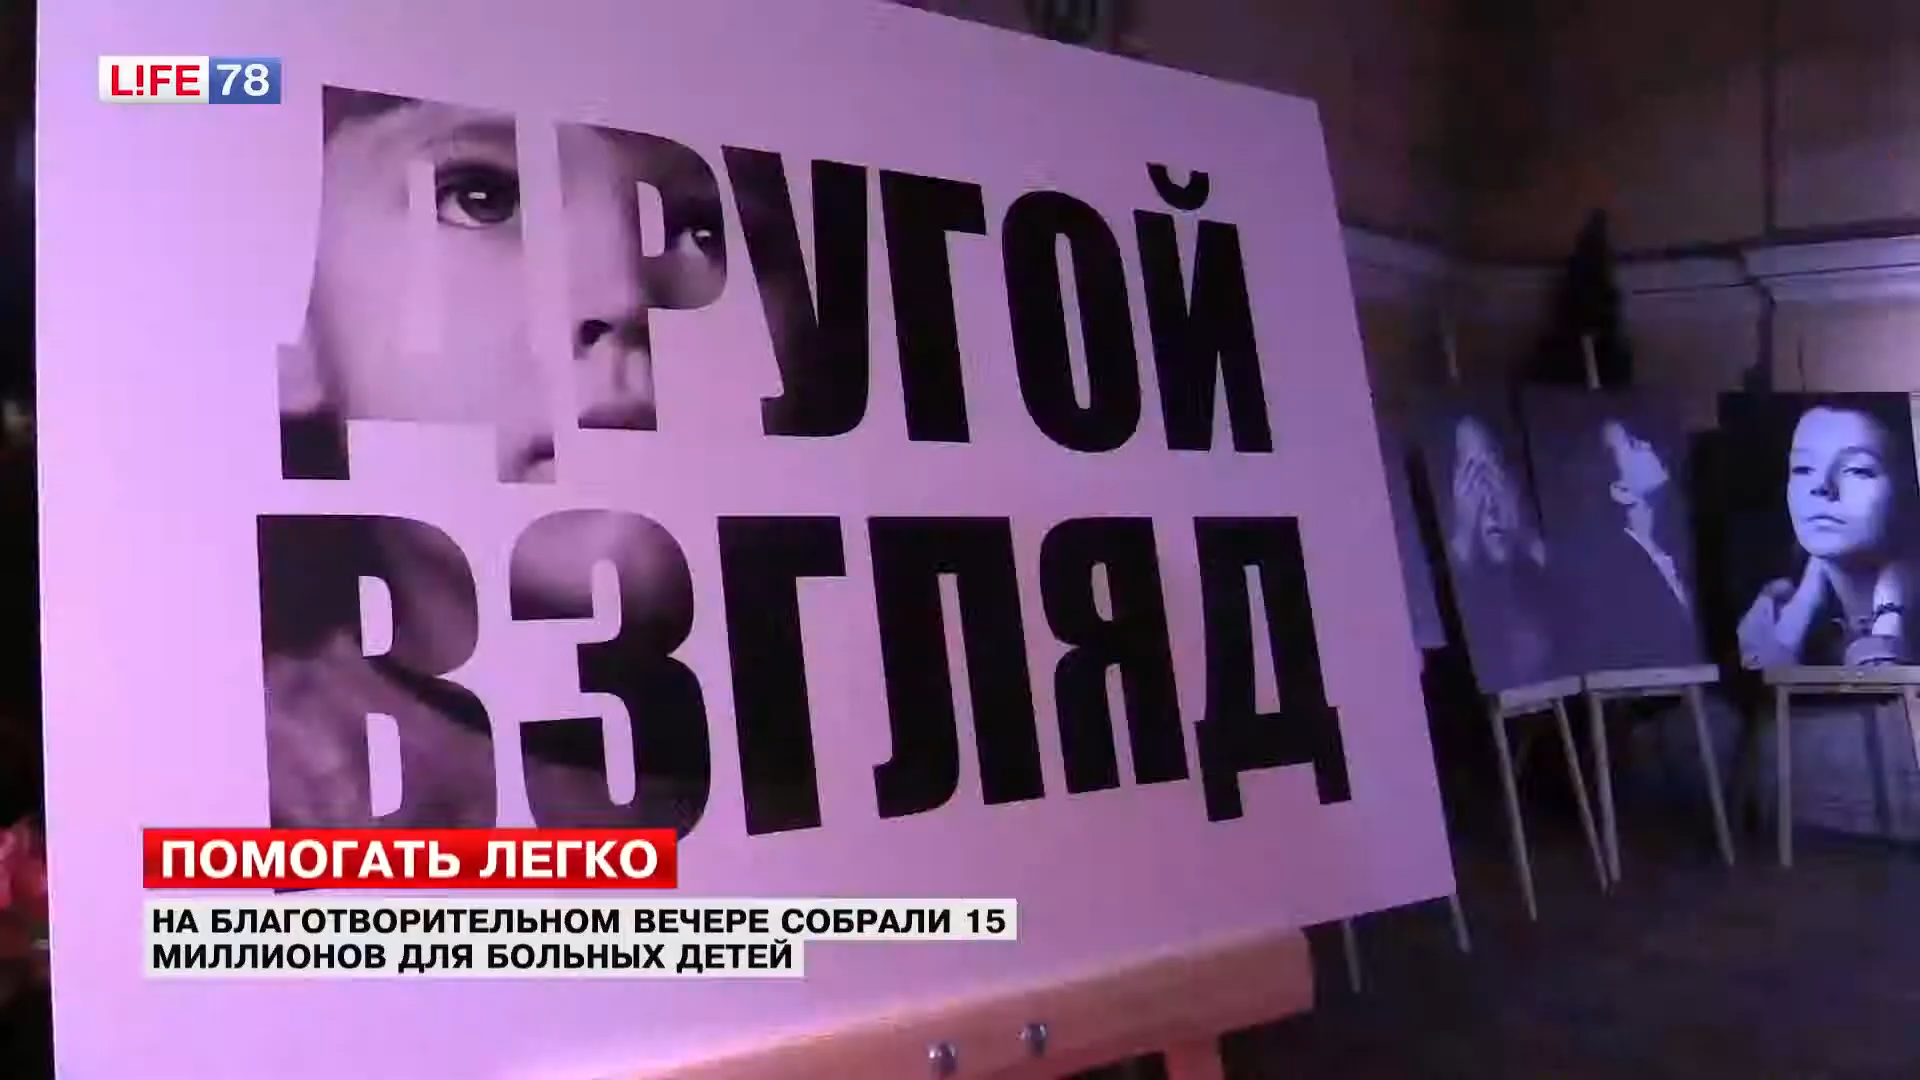 L!FE 78
ДРУГОЙ
ВЗГЛЯД
ПОМОГАТЬ ЛЕГКО
НА БЛАГОТВОРИТЕЛЬНОМ ВЕЧЕРЕ СОБРАЛИ 15
МИЛЛИОНОВ ДЛЯ БОЛЬНЫХ ДЕТЕЙ